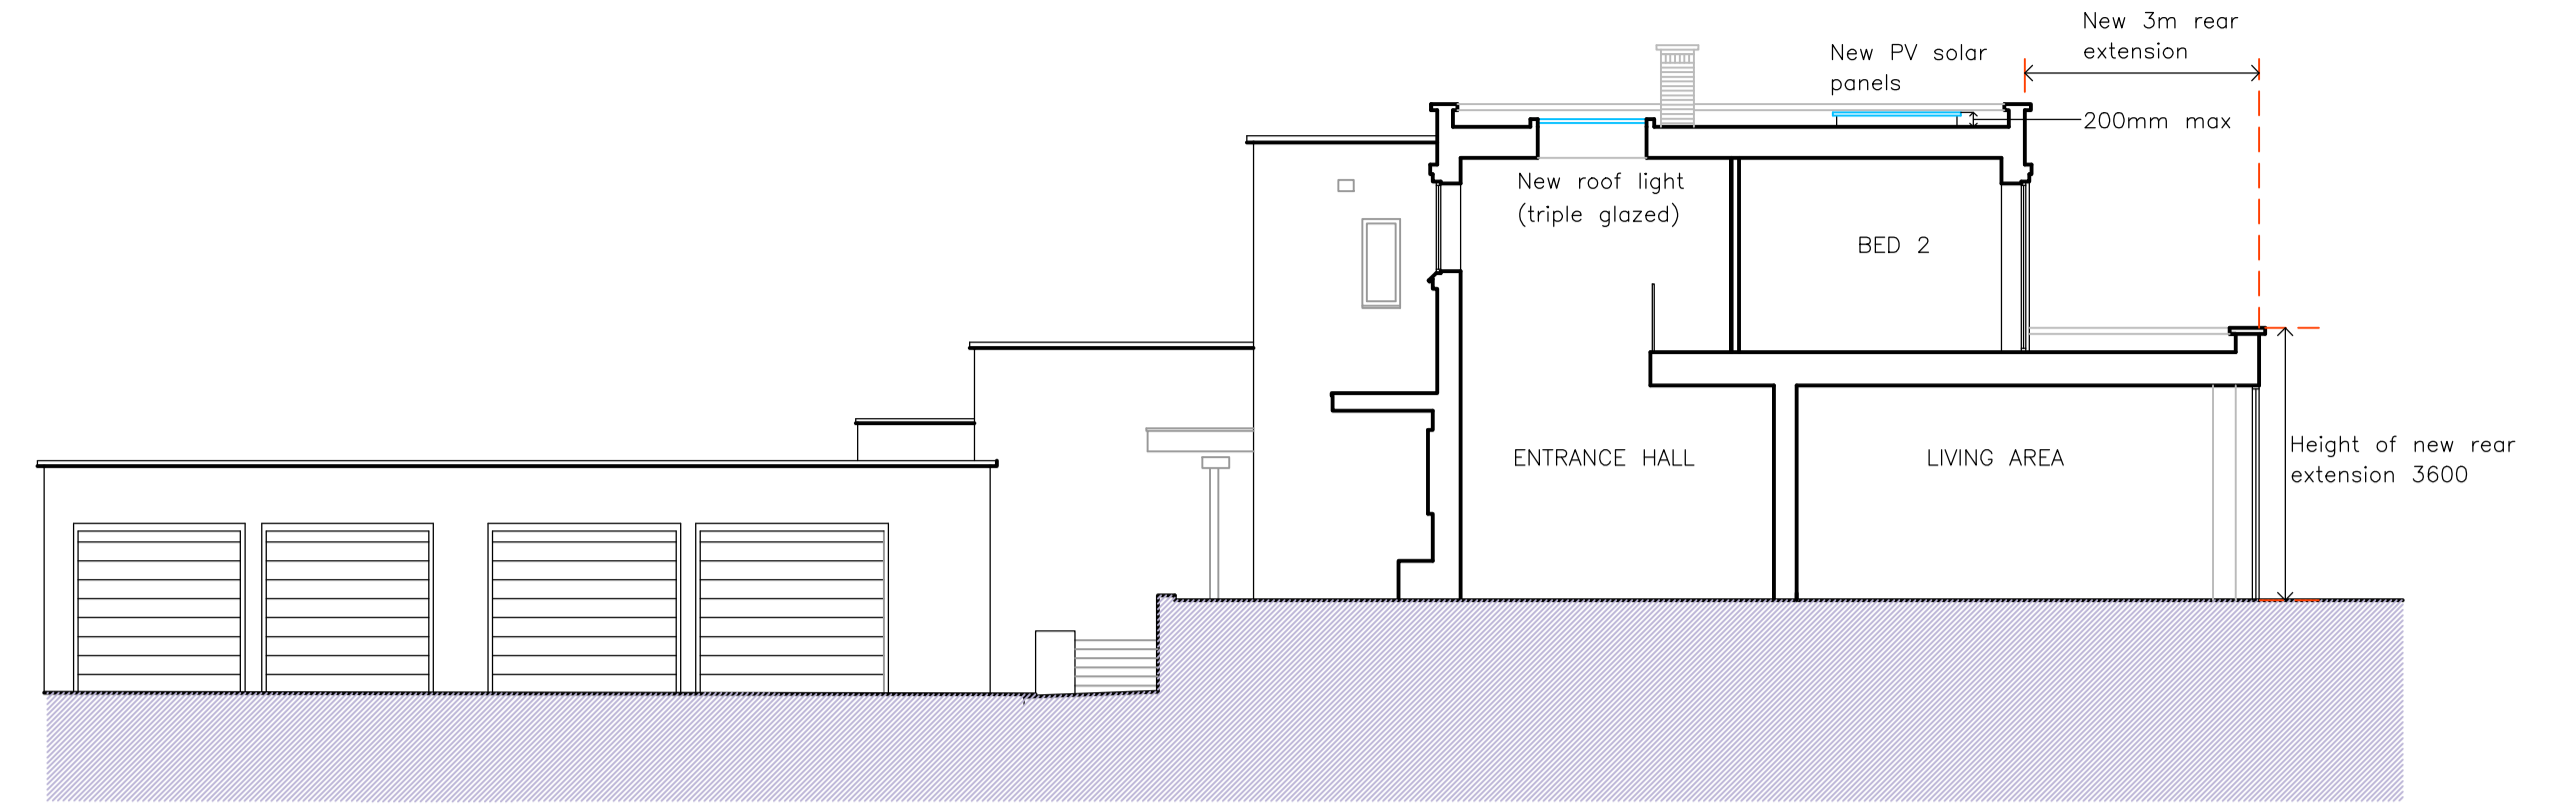 New 3m rear
extension
New PV solar
panels
200mm max
New roof light
(triple glazed)
BED 2
ENTRANCE HALL
LIVING AREA
Height of new rear
extension 3600